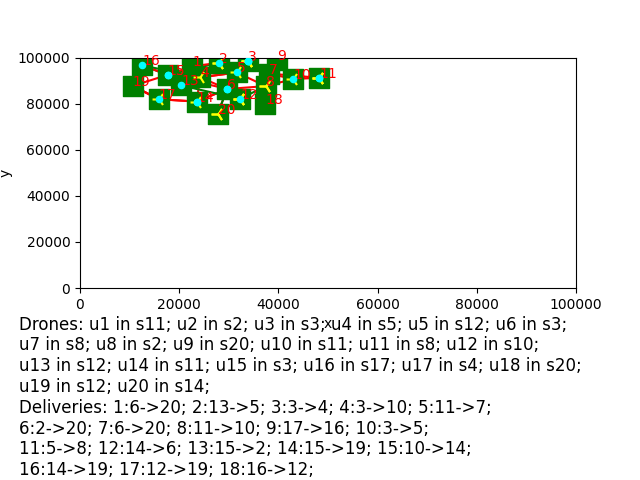 100000
80000
60000
40000
20000
0
y
0 20000 40000 60000 80000 100000
x
16
2
3
9
11
18
Drones: u1 in s11; u2 in s2; u3 in s3; u4 in s5; u5 in s12; u6 in s3;
u7 in s8; u8 in s2; u9 in s20; u10 in s11; u11 in s8; u12 in s10;
u13 in s12; u14 in s11; u15 in s3; u16 in s17; u17 in s4; u18 in s20;
u19 in s12; u20 in s14;
Deliveries: 1:6->20; 2:13->5; 3:3->4; 4:3->10; 5:11->7;
6:2->20; 7:6->20; 8:11->10; 9:17->16; 10:3->5;
11:5->8; 12:14->6; 13:15->2; 14:15->19; 15:10->14;
16:14->19; 17:12->19; 18:16->12;